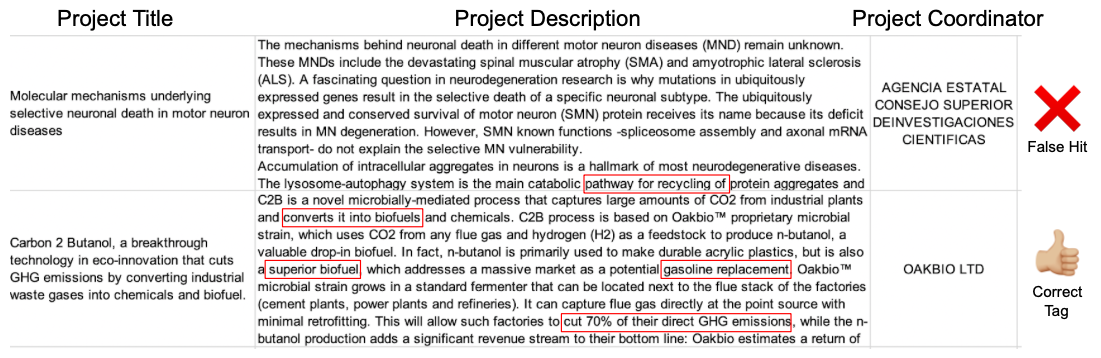 Project Title
Project Description
Project Coordinator
Molecular mechanisms underlying
selective neuronal death in motor neuron
diseases
The mechanisms behind neuronal death in different motor neuron diseases (MND) remain unknown.
These MNDs include the devastating spinal muscular atrophy (SMA) and amyotrophic lateral sclerosis
(ALS). A fascinating question in neurodegeneration research is why mutations in ubiquitously
expressed genes result in the selective death of a specific neuronal subtype. The ubiquitously
expressed and conserved survival of motor neuron (SMN) protein receives its name because its deficit
results in MN degeneration. However, SMN known functions -spliceosome assembly and axonal mRNA
transport- do not explain the selective MN vulnerability.
Accumulation of intracellular aggregates in neurons is a hallmark of most neurodegenerative diseases.
The lysosome-autophagy system is the main catabolic pathway for recycling of protein aggregates and
AGENCIA ESTATAL
CONSEJO SUPERIOR
DEINVESTIGACIONES
CIENTIFICAS
False Hit
Carbon 2 Butanol, a breakthrough
technology in eco-innovation that cuts
GHG emissions by converting industrial
waste gases into chemicals and biofuel.
C2B is a novel microbially-mediated process that captures large amounts of CO2 from industrial plants
and converts it into biofuels and chemicals. C2B process is based on Oakbio™ proprietary microbial
strain, which uses CO2 from any flue gas and hydrogen (H2) as a feedstock to produce n-butanol, a
valuable drop-in biofuel. In fact, n-butanol is primarily used to make durable acrylic plastics, but is also
a superior biofuel, which addresses a massive market as a potential gasoline replacement. Oakbio™
microbial strain grows in a standard fermenter that can be located next to the flue stack of the factories
(cement plants, power plants and refineries). It can capture flue gas directly at the point source with
minimal retrofitting. This will allow such factories to cut 70% of their direct GHG emissions, while the n-
butanol production adds a significant revenue stream to their bottom line: Oakbio estimates a return of
OAKBIO LTD
Correct
Tag